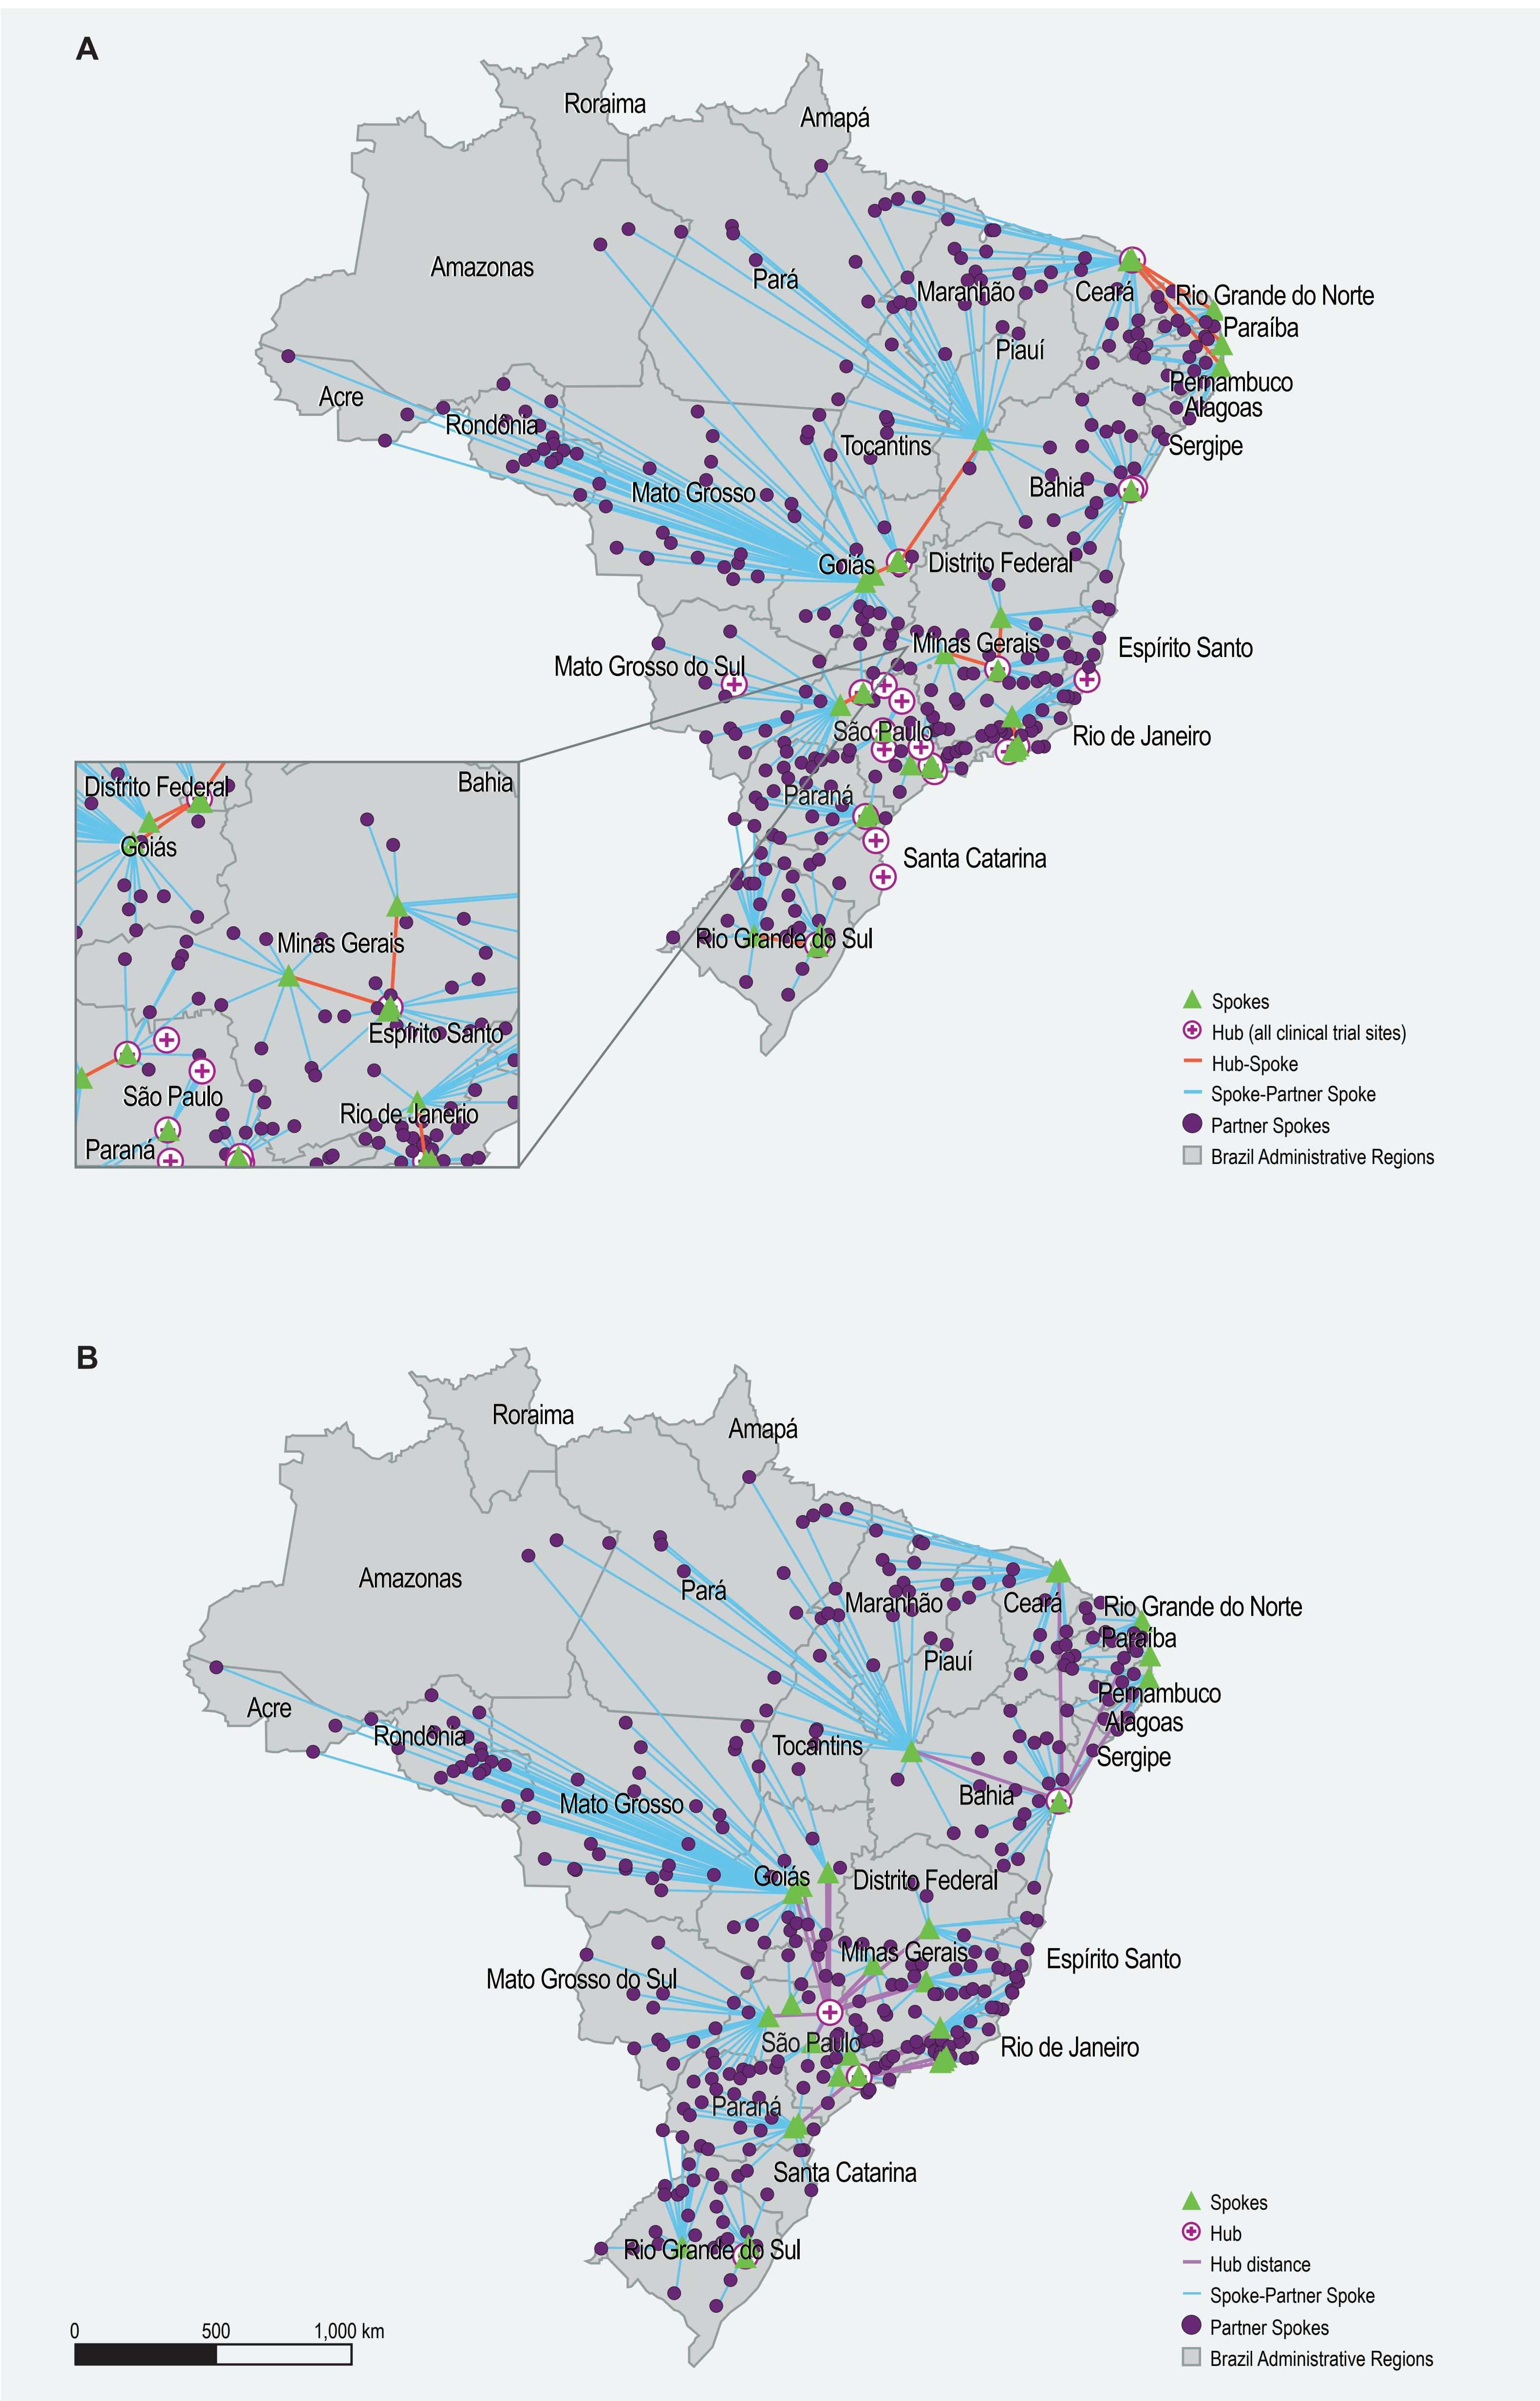 A
Roraima
Amapá
Amazonas
Pará
Maranhão
Ceará
Rio Grande do Norte
Paraíba
Piauí
Pernambuco
Acre
Alagoas
Rondônia
Tocantins
Sergipe
Mato Grosso
Bahia
Goiás
Distrito Federal
Minas Gerais
Espírito Santo
Mato Grosso do Sul
São Paulo
Rio de Janeiro
Paraná
Santa Catarina
Rio Grande do Sul
Distrito Federal
Bahia
Goiás
Minas Gerais
Espírito Santo
São Paulo
Rio de Janerio
Paraná
Spokes
Hub (all clinical trial sites)
Hub-Spoke
Spoke-Partner Spoke
Partner Spokes
Brazil Administrative Regions
B
Roraima
Amapá
Amazonas
Pará
Maranhão
Ceará
Rio Grande do Norte
Paraíba
Piauí
Pernambuco
Acre
Alagoas
Rondônia
Tocantins
Sergipe
Mato Grosso
Bahia
Goiás
Distrito Federal
Minas Gerais
Espírito Santo
Mato Grosso do Sul
São Paulo
Rio de Janeiro
Paraná
Santa Catarina
Rio Grande do Sul
Spokes
Hub
Hub distance
Spoke-Partner Spoke
Partner Spokes
Brazil Administrative Regions
0 500 1,000 km